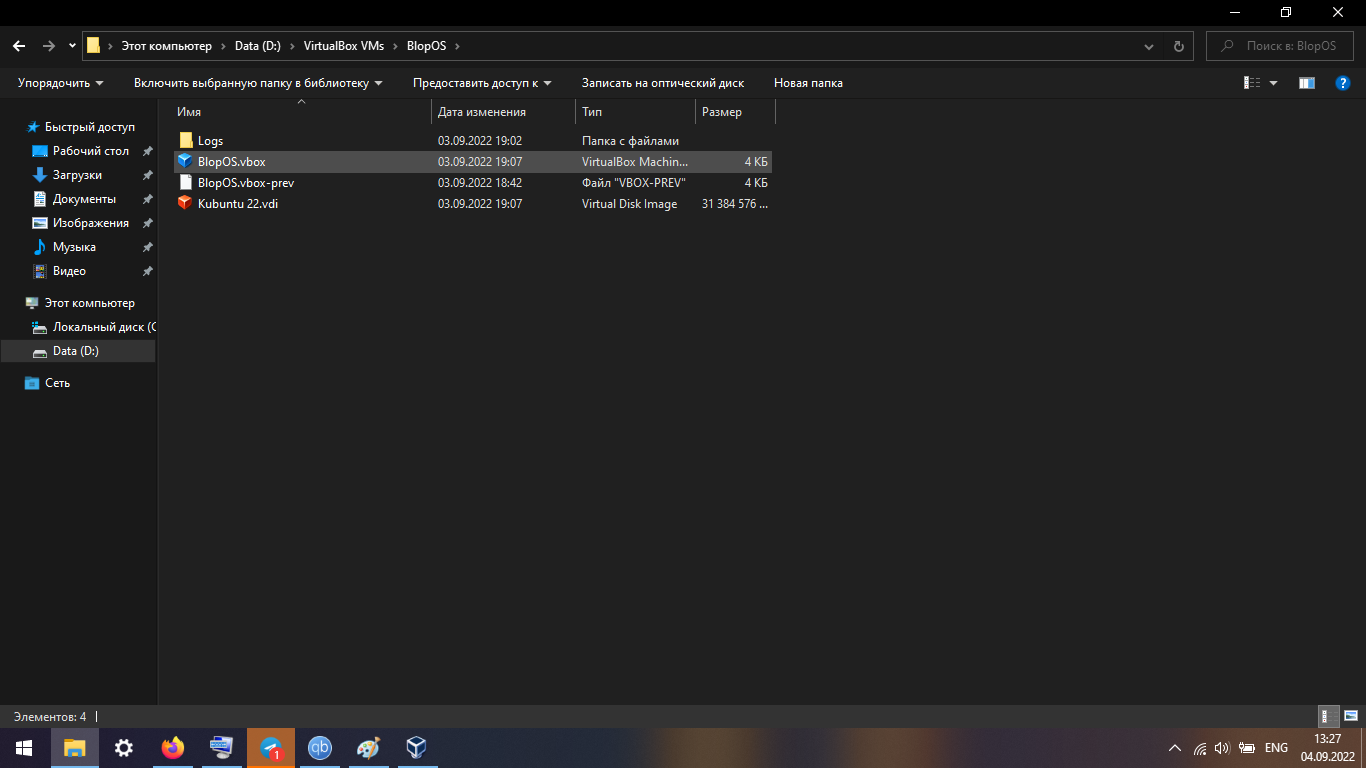 Этот компьютер Data (D:) VirtualBox VMs BlopOS Поиск в: BlopOS
Упорядочить Включить выбранную папку в библиотеку Предоставить доступ к Записать на оптический диск Новая папка
Имя Дата изменения Тип Размер
Быстрый доступ
Рабочий стол
Загрузки
Документы
Изображения
Музыка
Видео
Этот компьютер
Локальный диск (C
Data (D:)
Сеть
Logs 03.09.2022 19:02 Папка с файлами
BlopOS.vbox 03.09.2022 19:07 VirtualBox Machin... 4 КБ
BlopOS.vbox-prev 03.09.2022 18:42 Файл "VBOX-PREV" 4 КБ
Kubuntu 22.vdi 03.09.2022 19:07 Virtual Disk Image 31 384 576 ...
Элементов: 4
1
qb
ENG
13:27
04.09.2022